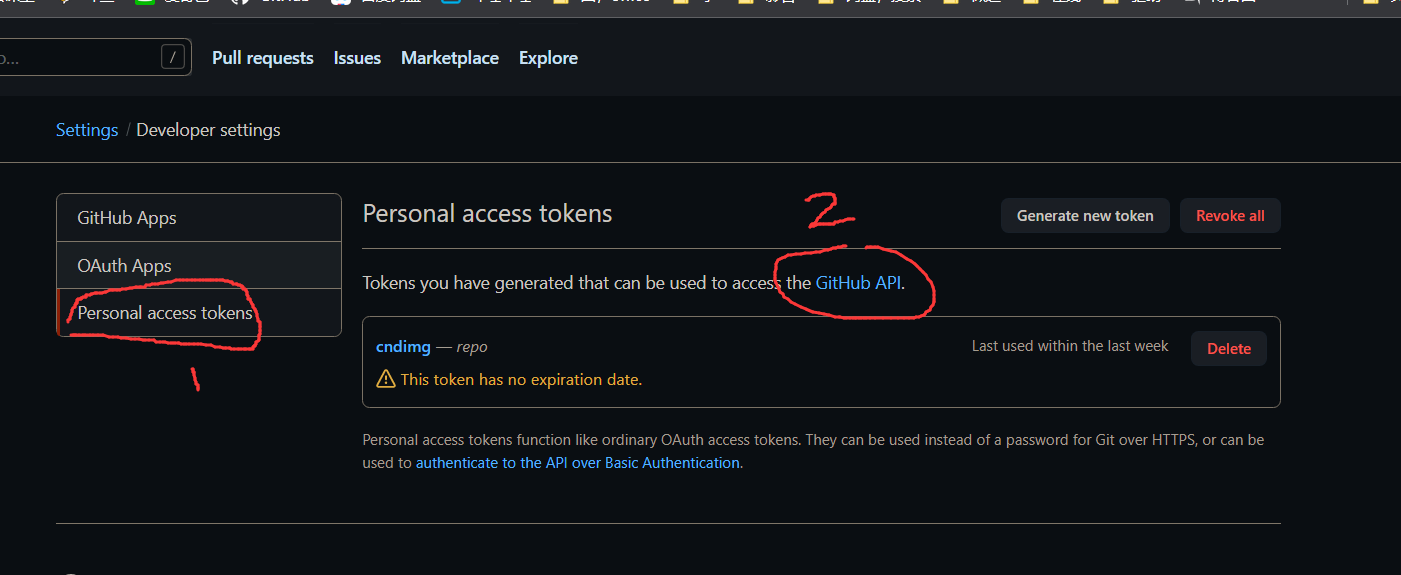 / Pull requests Issues Marketplace Explore
Settings / Developer settings
GitHub Apps
OAuth Apps
Personal access tokens
1
Personal access tokens
2
Generate new token Revoke all
Tokens you have generated that can be used to access the GitHub API.
cndimg — repo
Last used within the last week Delete
This token has no expiration date.
Personal access tokens function like ordinary OAuth access tokens. They can be used instead of a password for Git over HTTPS, or can be
used to authenticate to the API over Basic Authentication.